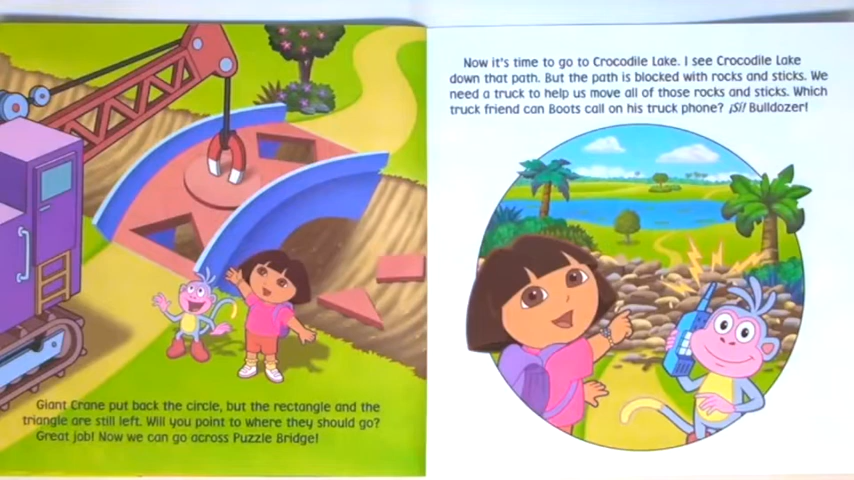 Giant Crane put back the circle, but the rectangle and the
triangle are still left. Will you point to where they should go?
Great job! Now we can go across Puzzle Bridge!
Now it's time to go to Crocodile Lake. I see Crocodile Lake
down that path. But the path is blocked with rocks and sticks. We
need a truck to help us move all of those rocks and sticks. Which
truck friend can Boots call on his truck phone? ¡Sí! Bulldozer!